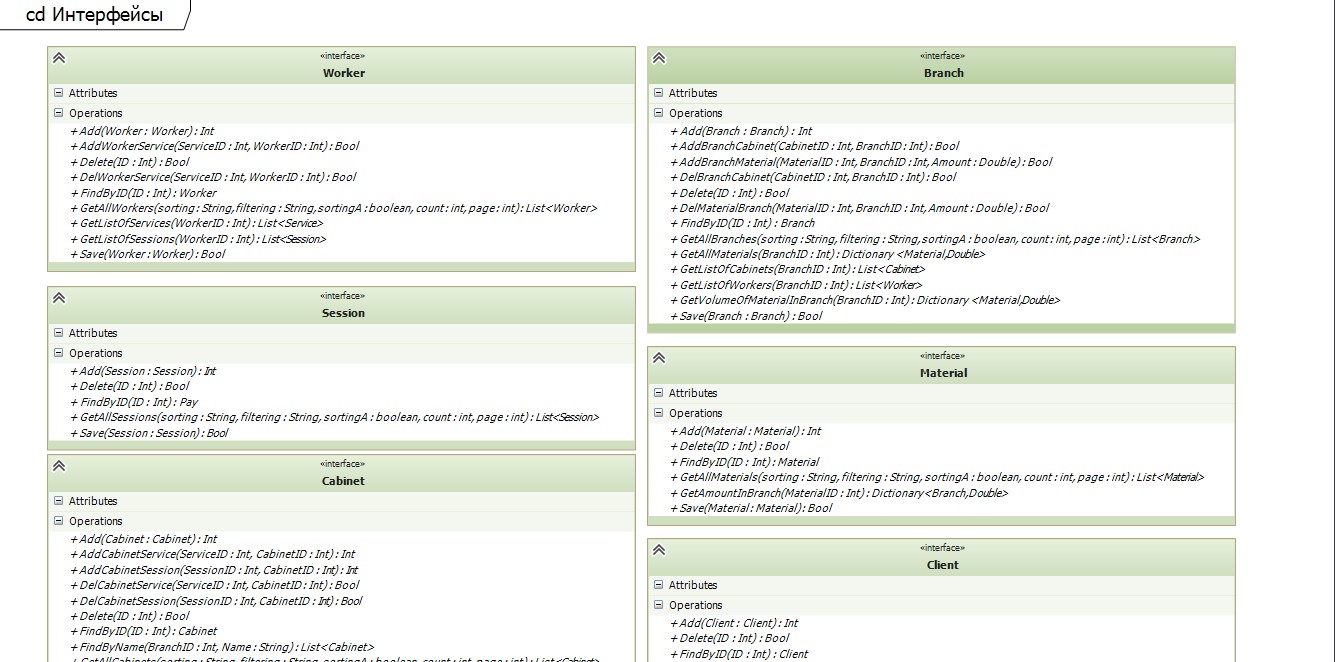 cd Интерфейсы
«interface»
Worker
Attributes
Operations
+ Add(Worker : Worker) : Int
+ AddWorkerService(ServiceID : Int, WorkerID : Int) : Bool
+ Delete(ID : Int) : Bool
+ DelWorkerService(ServiceID : Int, WorkerID : Int) : Bool
+ FindByID(ID : Int) : Worker
+ GetAllWorkers(sorting : String, filtering : String, sortingA : boolean, count : int, page : int) : List<Worker>
+ GetListOfServices(WorkerID : Int) : List<Service>
+ GetListOfSessions(WorkerID : Int) : List<Session>
+ Save(Worker : Worker) : Bool
«interface»
Session
Attributes
Operations
+ Add(Session : Session) : Int
+ Delete(ID : Int) : Bool
+ FindByID(ID : Int) : Pay
+ GetAllSessions(sorting : String, filtering : String, sortingA : boolean, count : int, page : int) : List<Session>
+ Save(Session : Session) : Bool
«interface»
Cabinet
Attributes
Operations
+ Add(Cabinet : Cabinet) : Int
+ AddCabinetService(ServiceID : Int, CabinetID : Int) : Int
+ AddCabinetSession(SessionID : Int, CabinetID : Int) : Int
+ DelCabinetService(ServiceID : Int, CabinetID : Int) : Bool
+ DelCabinetSession(SessionID : Int, CabinetID : Int) : Bool
+ Delete(ID : Int) : Bool
+ FindByID(ID : Int) : Cabinet
+ FindByName(BranchID : Int, Name : String) : List<Cabinet>
+ GetAllCabinets(sorting : String, filtering : String, sortingA : boolean, count : int, page : int) : List<Cabinet>
«interface»
Branch
Attributes
Operations
+ Add(Branch : Branch) : Int
+ AddBranchCabinet(CabinetID : Int, BranchID : Int) : Bool
+ AddBranchMaterial(MaterialID : Int, BranchID : Int, Amount : Double) : Bool
+ DelBranchCabinet(CabinetID : Int, BranchID : Int) : Bool
+ Delete(ID : Int) : Bool
+ DelMaterialBranch(MaterialID : Int, BranchID : Int, Amount : Double) : Bool
+ FindByID(ID : Int) : Branch
+ GetAllBranches(sorting : String, filtering : String, sortingA : boolean, count : int, page : int) : List<Branch>
+ GetAllMaterials(BranchID : Int) : Dictionary <Material,Double>
+ GetListOfCabinets(BranchID : Int) : List<Cabinet>
+ GetListOfWorkers(BranchID : Int) : List<Worker>
+ GetVolumeOfMaterialInBranch(BranchID : Int) : Dictionary <Material,Double>
+ Save(Branch : Branch) : Bool
«interface»
Material
Attributes
Operations
+ Add(Material : Material) : Int
+ Delete(ID : Int) : Bool
+ FindByID(ID : Int) : Material
+ GetAllMaterials(sorting : String, filtering : String, sortingA : boolean, count : int, page : int) : List<Material>
+ GetAmountInBranch(MaterialID : Int) : Dictionary<Branch,Double>
+ Save(Material : Material) : Bool
«interface»
Client
Attributes
Operations
+ Add(Client : Client) : Int
+ Delete(ID : Int) : Bool
+ FindByID(ID : Int) : Client